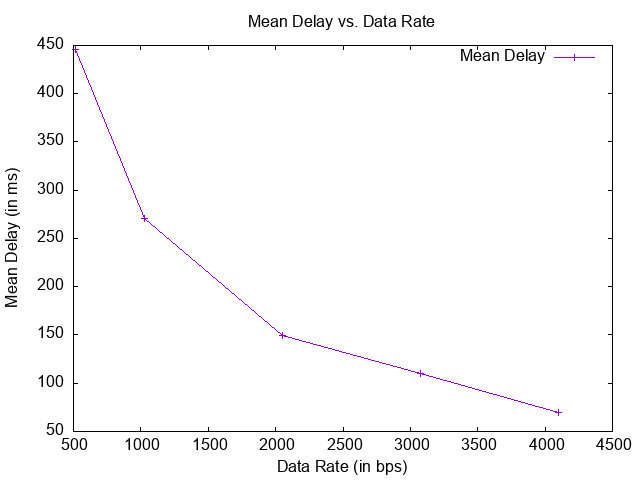 Mean Delay vs. Data Rate
Mean Delay
450
400
350
300
250
200
150
100
50
Mean Delay (in ms)
500 1000 1500 2000 2500 3000 3500 4000 4500
Data Rate (in bps)